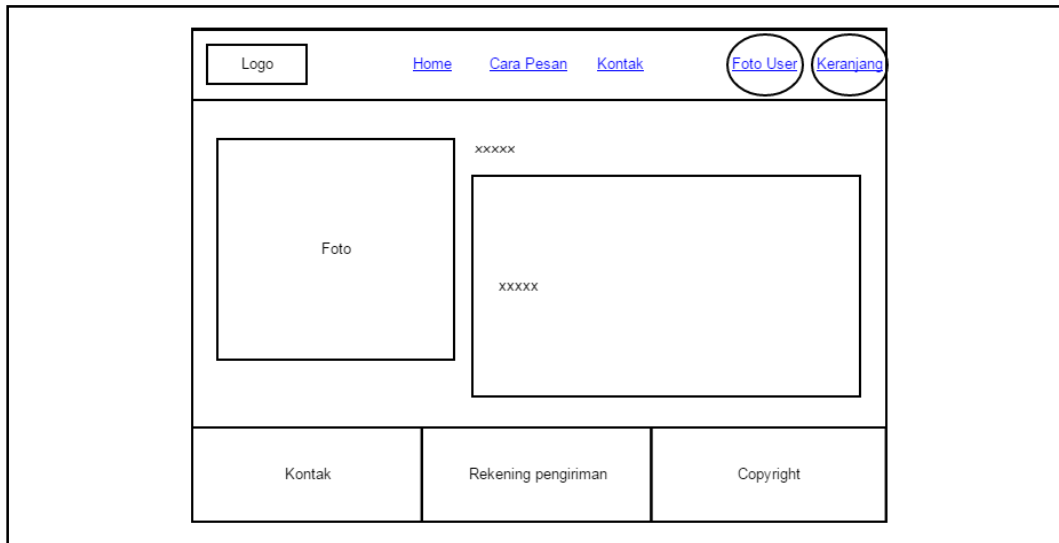 Logo
Home Cara Pesan Kontak
Foto User Keranjang
xxxxx
Foto
xxxxx
Kontak
Rekening pengiriman
Copyright